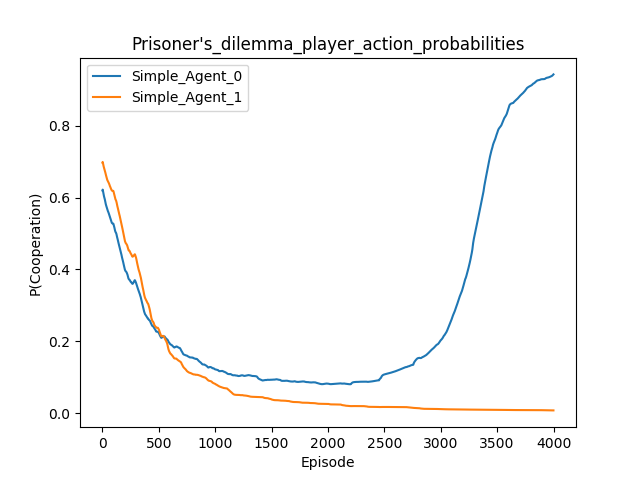 Prisoner's_dilemma_player_action_probabilities
Simple_Agent_0
Simple_Agent_1
P(Cooperation)
0.8
0.6
0.4
0.2
0.0
0 500 1000 1500 2000 2500 3000 3500 4000
Episode